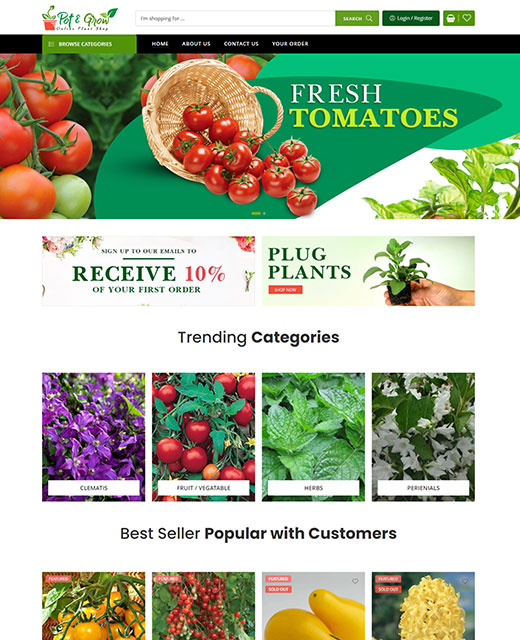 Pot & Grow
Online Plant Shop
I'm shopping for ...
SEARCH
Login / Register
BROWSE CATEGORIES
HOME
ABOUT US
CONTACT US
YOUR ORDER
FRESH
TOMATOES
SIGN UP TO OUR EMAILS TO
RECEIVE 10%
OF YOUR FIRST ORDER
PLUG
PLANTS
SHOP NOW
Trending Categories
CLEMATIS
FRUIT / VEGATABLE
HERBS
PERIENIALS
Best Seller Popular with Customers
FEATURED
FEATURED
FEATURED
SOLD OUT
FEATURED
SOLD OUT